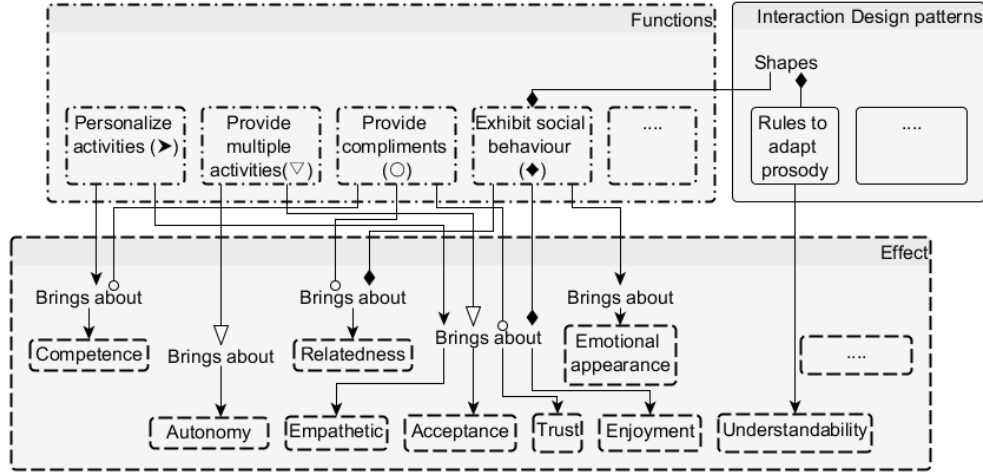 Functions
Interaction Design patterns
Shapes
Personalize
activities (➤)
Provide
multiple
activities(▽)
Provide
compliments
(○)
Exhibit social
behaviour
(◆)
....
Rules to
adapt
prosody
....
Effect
Brings about
Brings about
Brings about
Brings about
Brings about
Competence
Relatedness
Emotional
appearance
....
Autonomy
Empathetic
Acceptance
Trust
Enjoyment
Understandability